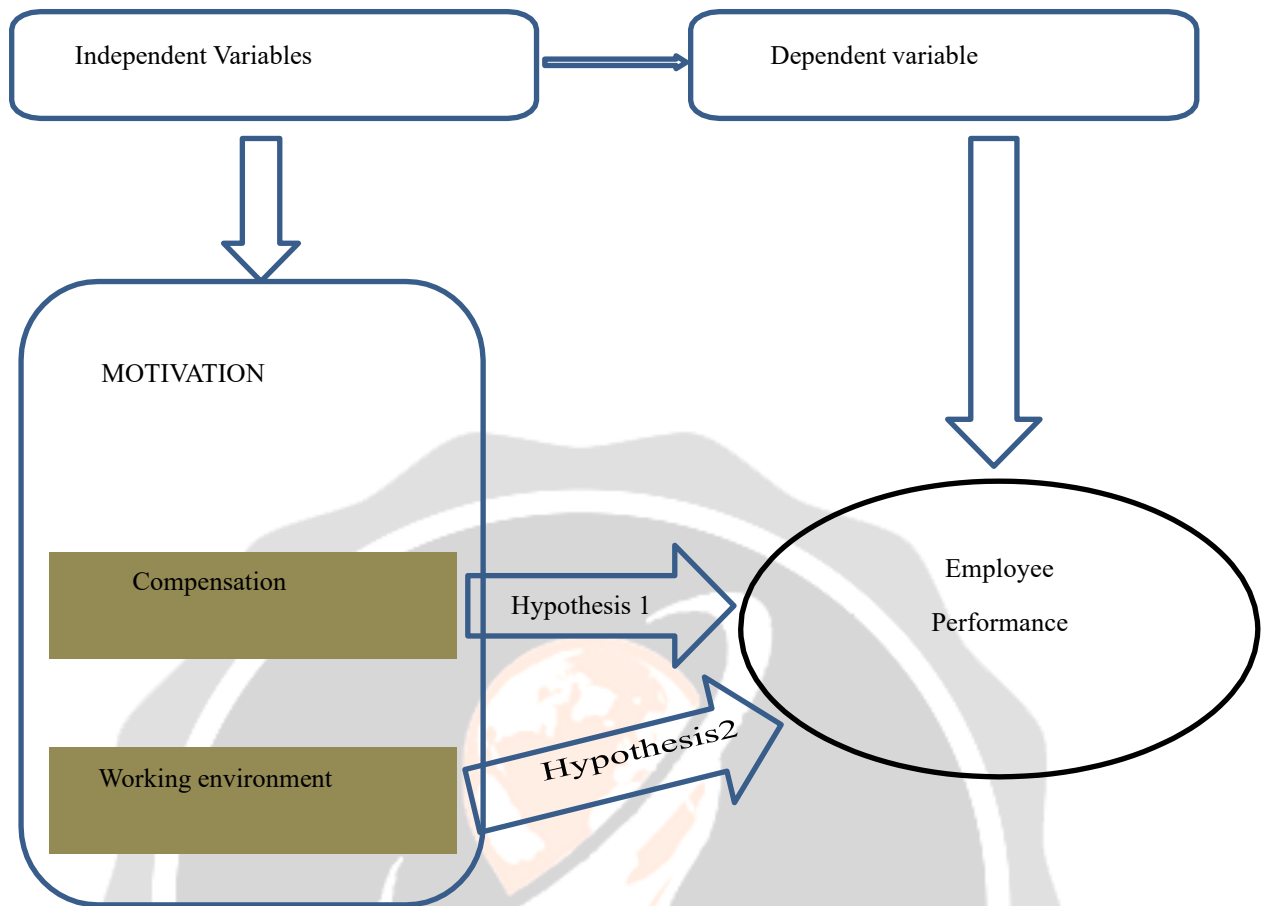 Independent Variables
Dependent variable
MOTIVATION
Compensation
Hypothesis 1
Employee
Performance
Working environment
Hypothesis2